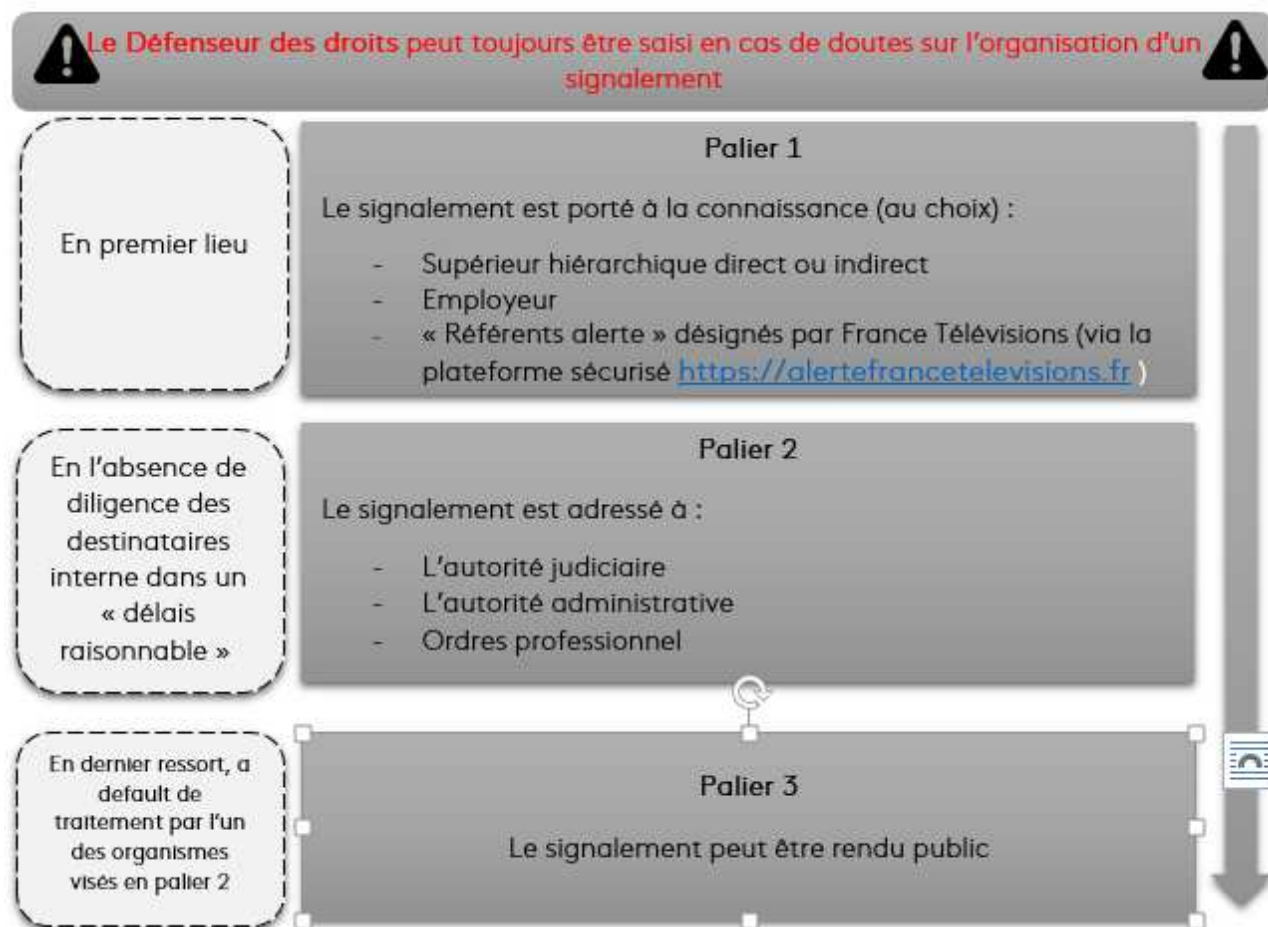 Le Défenseur des droits peut toujours être saisi en cas de doutes sur l'organisation d'un
signalement
En premier lieu
Palier 1
Le signalement est porté à la connaissance (au choix) :
- Supérieur hiérarchique direct ou indirect
- Employeur
- « Référents alerte » désignés par France Télévisions (via la
plateforme sécurisé https://alertefrancetelevisions.fr )
En l'absence de
diligence des
destinataires
interne dans un
« délais
raisonnable »
Palier 2
Le signalement est adressé à :
- L'autorité judiciaire
- L'autorité administrative
- Ordres professionnel
En dernier ressort, a
default de
traitement par l'un
des organismes
visés en palier 2
Palier 3
Le signalement peut être rendu public